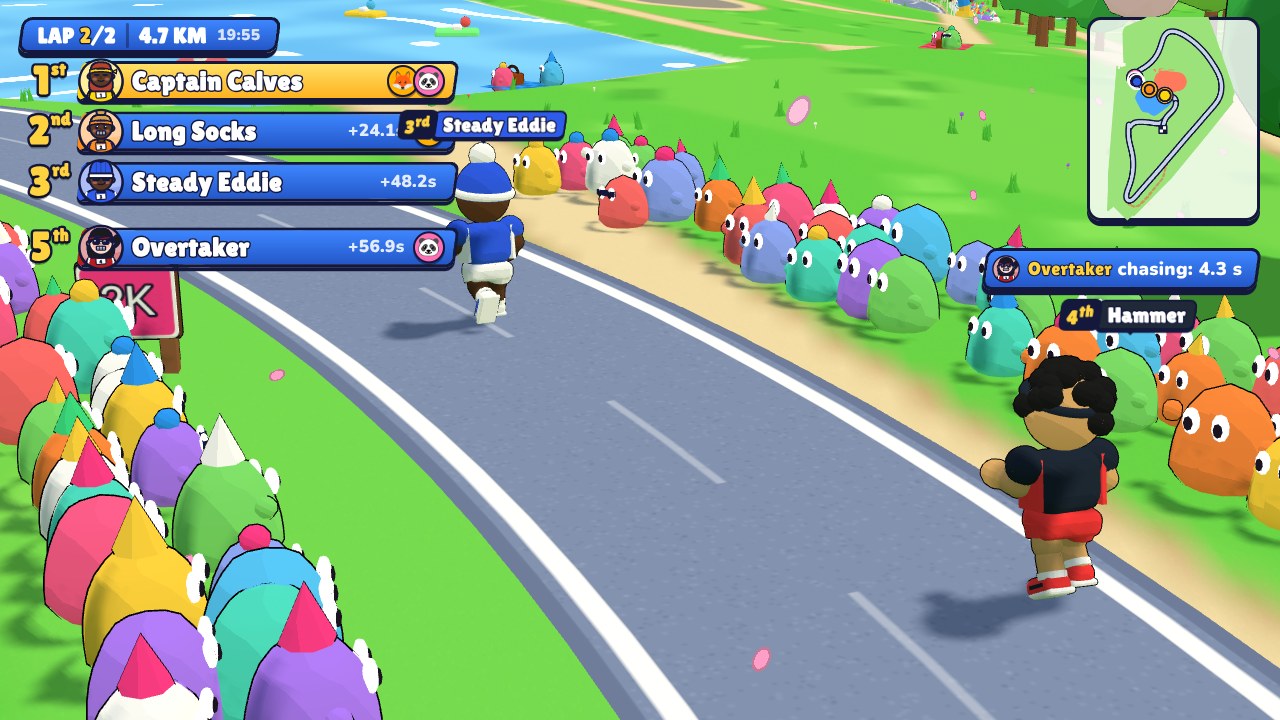 LAP 2/2 4.7 KM 19:55
1st Captain Calves
2nd Long Socks +24.1
3rd Steady Eddie
3rd Steady Eddie +48.2s
5th Overtaker +56.9s
2K
Overtaker chasing: 4.3 s
4th Hammer